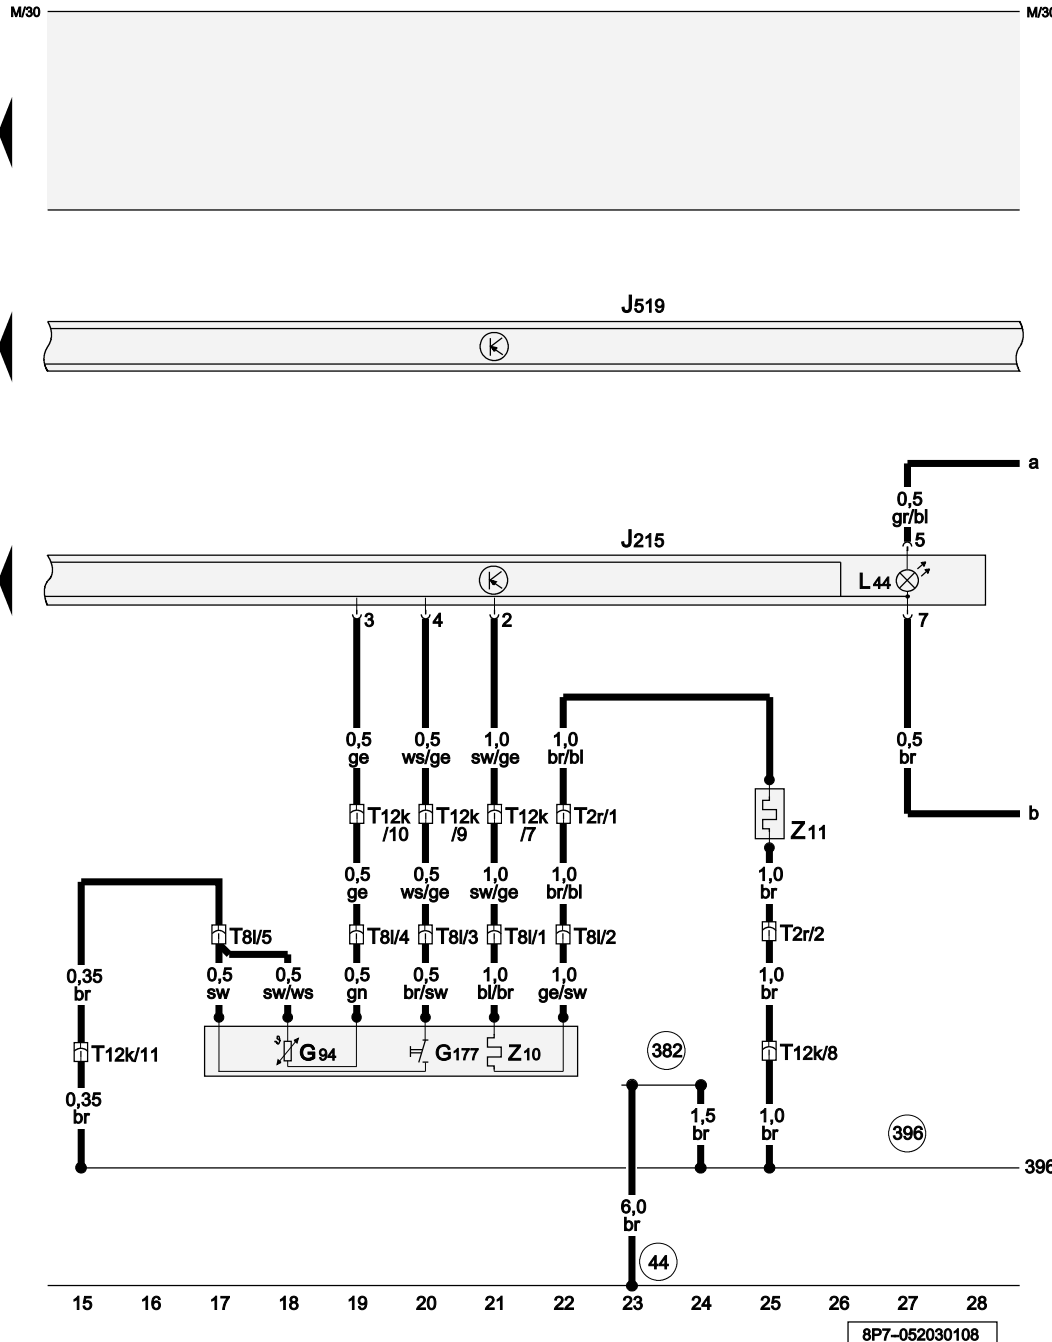 M/30
M/30
J519
a
0,5
gr/bl
5
J215
L44
3
4
2
7
0,5
ge
0,5
ws/ge
1,0
sw/ge
1,0
br/bl
0,5
br
T12k
/10
T12k
/9
T12k
/7
T2r/1
b
Z11
0,5
ge
0,5
ws/ge
1,0
sw/ge
1,0
br/bl
1,0
br
T8l/5
T8l/4
T8l/3
T8l/1
T8l/2
T2r/2
0,35
br
0,5
sw
0,5
sw/ws
0,5
gn
0,5
br/sw
1,0
bl/br
1,0
ge/sw
1,0
br
T12k/11
ϑ
G94
G177
Z10
382
T12k/8
0,35
br
1,5
br
1,0
br
396
396
6,0
br
44
15 16 17 18 19 20 21 22 23 24 25 26 27 28
8P7-052030108